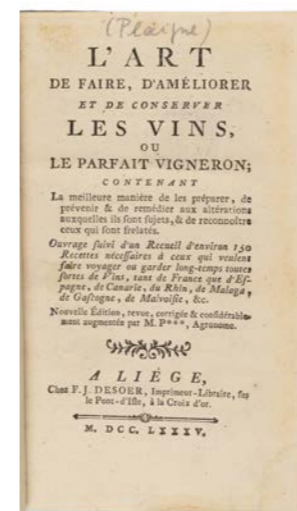 (Plaigne)
L'ART
DE FAIRE, D'AMÉLIORER
ET DE CONSERVER
LES VINS,
OU
LE PARFAIT VIGNERON;
CONTENANT
La meilleure maniere de les préparer, de
prévenir & de remédier aux altérations
auxquelles ils sont sujets, & de reconnoître
ceux qui sont frelatés.
Ouvrage suivi d'un Recueil d'environ 150
Recettes nécessaires à ceux qui veulent
faire voyager ou garder long-temps toutes
sortes de Vins, tant de France que d'Es-
pagne, de Canarie, du Rhin, de Malaga,
de Gascogne, de Malvoisie, &c.
Nouvelle Édition, revue, corrigée & considérable-
ment augmentée par M. P***, Agronome.
A LIÉGE,
Chez F. J. DESOER, Imprimeur-Libraire, sur
le Pont-d'Isle, à la Croix d'or.
M. DCC. LXXXV.